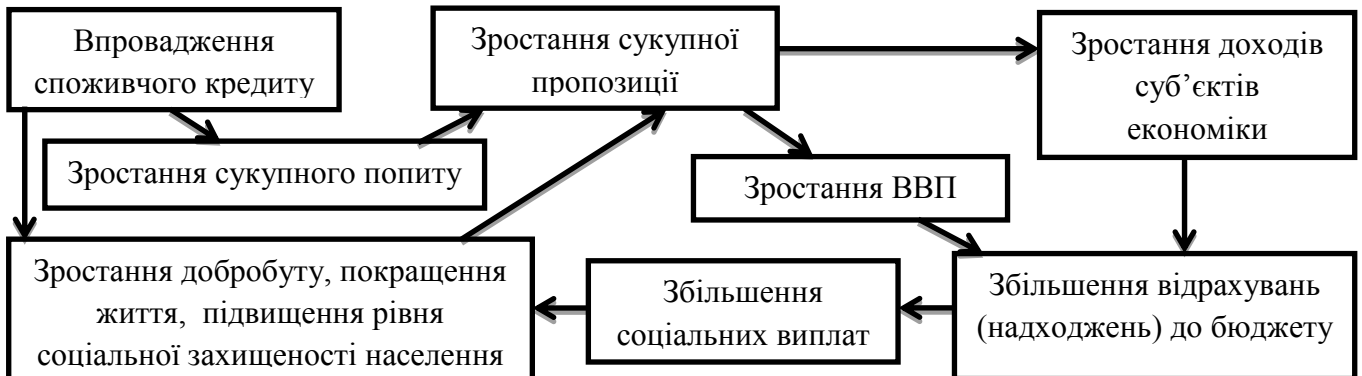 Впровадження
споживчого кредиту
Зростання сукупної
пропозиції
Зростання доходів
суб’єктів
економіки
Зростання сукупного попиту
Зростання ВВП
Зростання добробуту, покращення
життя, підвищення рівня
соціальної захищеності населення
Збільшення
соціальних виплат
Збільшення відрахувань
(надходжень) до бюджету